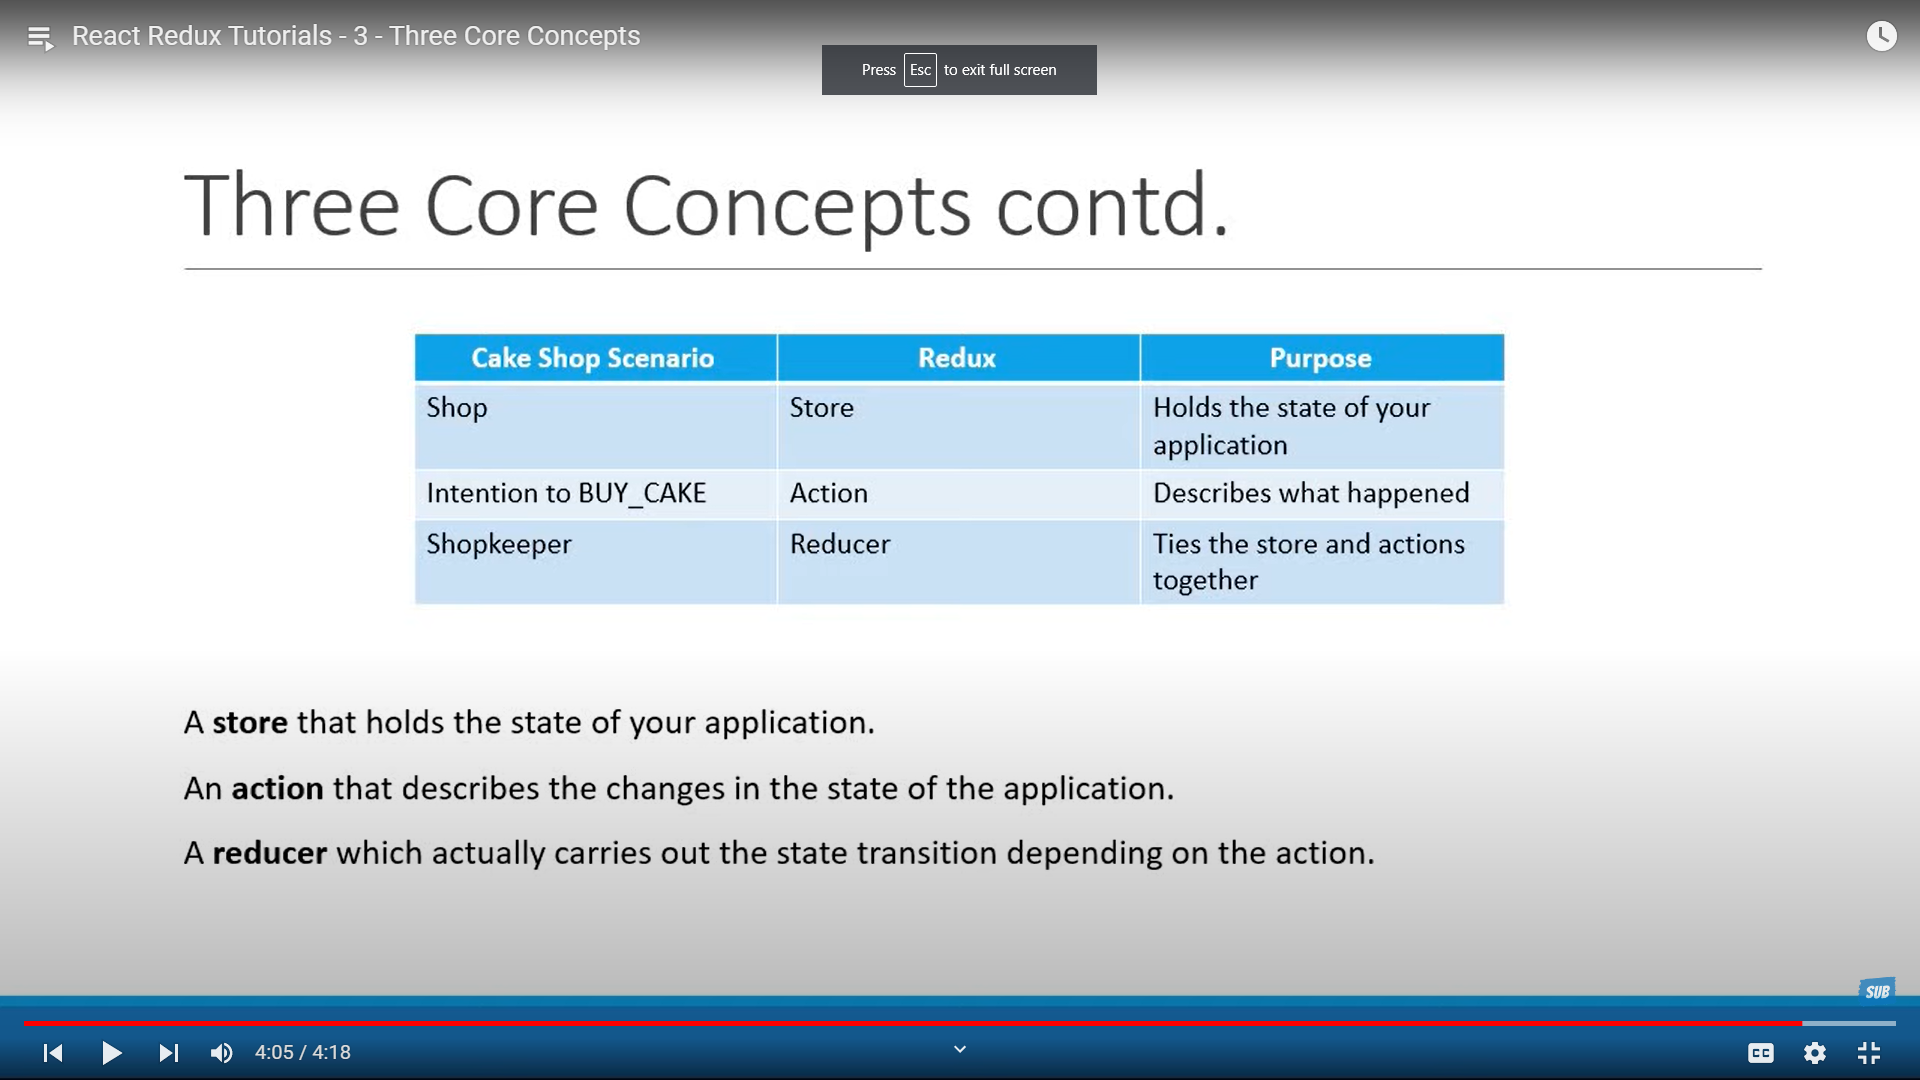 React Redux Tutorials - 3 - Three Core Concepts
Press Esc to exit full screen
Three Core Concepts contd.
Cake Shop Scenario Redux Purpose
Shop Store Holds the state of your
application
Intention to BUY_CAKE Action Describes what happened
Shopkeeper Reducer Ties the store and actions
together
A store that holds the state of your application.
An action that describes the changes in the state of the application.
A reducer which actually carries out the state transition depending on the action.
SUB
4:05 / 4:18
CC